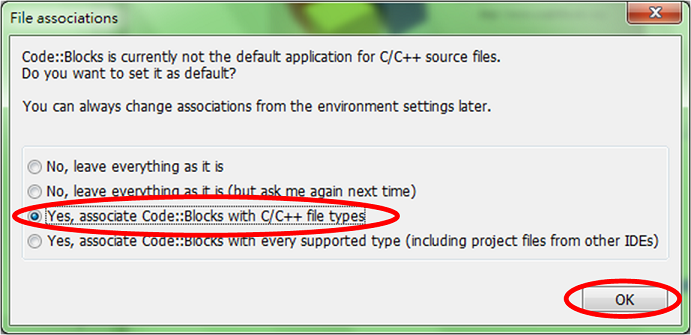 File associations
Code::Blocks is currently not the default application for C/C++ source files.
Do you want to set it as default?
You can always change associations from the environment settings later.
No, leave everything as it is
No, leave everything as it is (but ask me again next time)
Yes, associate Code::Blocks with C/C++ file types
Yes, associate Code::Blocks with every supported type (including project files from other IDEs)
OK